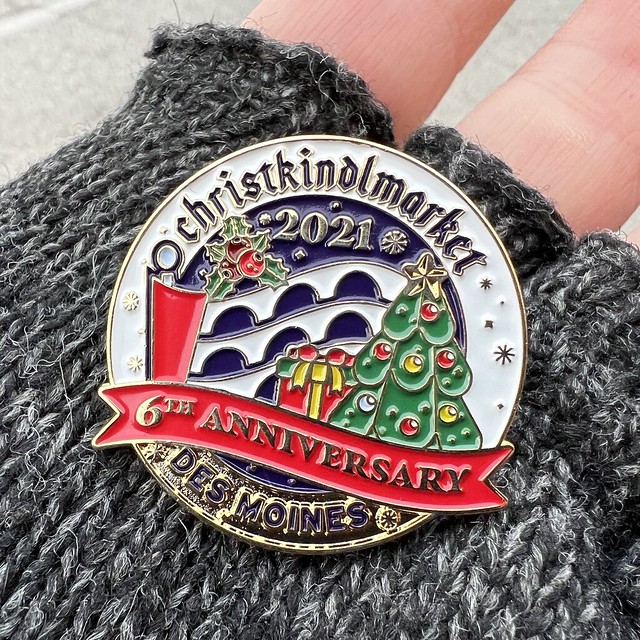 christkindlmarket
2021
6TH ANNIVERSARY
DES MOINES